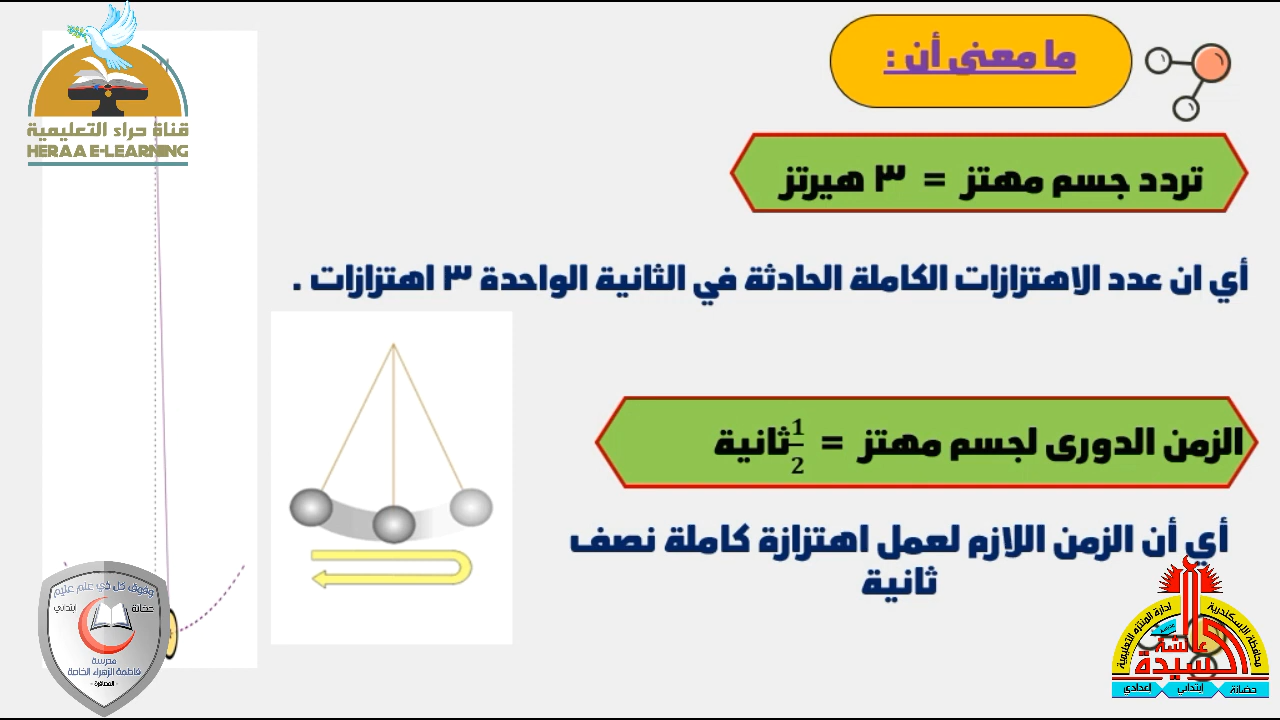 ما معنى أن :
تردد جسم مهتز = ٣ هيرتز
أي ان عدد الاهتزازات الكاملة الحادثة في الثانية الواحدة ٣ اهتزازات .
الزمن الدورى لجسم مهتز = 1/2 ثانية
أي أن الزمن اللازم لعمل اهتزازة كاملة نصف
ثانية
قناة حراء التعليمية
HERAA E-LEARNING
وفوق كل ذي علم عليم
حضانة ابتدائي
مدرسة
فاطمة الزهراء الخاصة
محافظة الإسكندرية
إدارة المنتزه التعليمية
السيدة عائشة
حضانة ابتدائي إعدادي